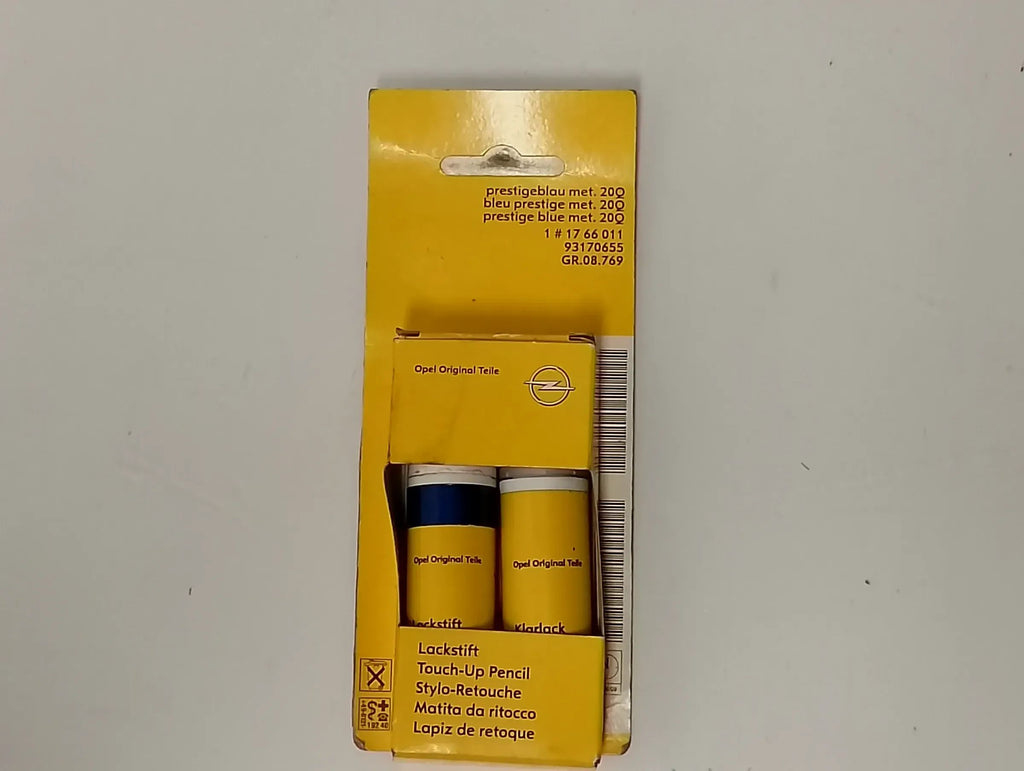 prestigeblau met. 20Q
bleu prestige met. 20Q
prestige blue met. 20Q
1 # 17 66 011
93170655
GR.08.769
Opel Original Teile
Opel Original Teile
Lackstift
Opel Original Teile
Klarlack
Lackstift
Touch-Up Pencil
Stylo-Retouche
Matita da ritocco
Lapiz de retoque